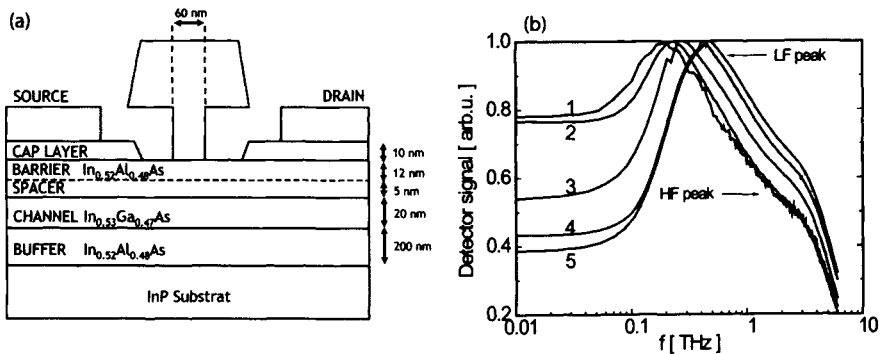 (a)
60 nm
SOURCE
DRAIN
CAP LAYER
10 nm
BARRIER In0.52Al0.48As
12 nm
SPACER
5 nm
CHANNEL In0.53Ga0.47As
20 nm
BUFFER In0.52Al0.48As
200 nm
InP Substrat
(b)
Detector signal [ arb.u. ]
1.0
0.8
0.6
0.4
0.2
1
2
3
4
5
LF peak
HF peak
0.01
0.1
1
10
f [ THz ]